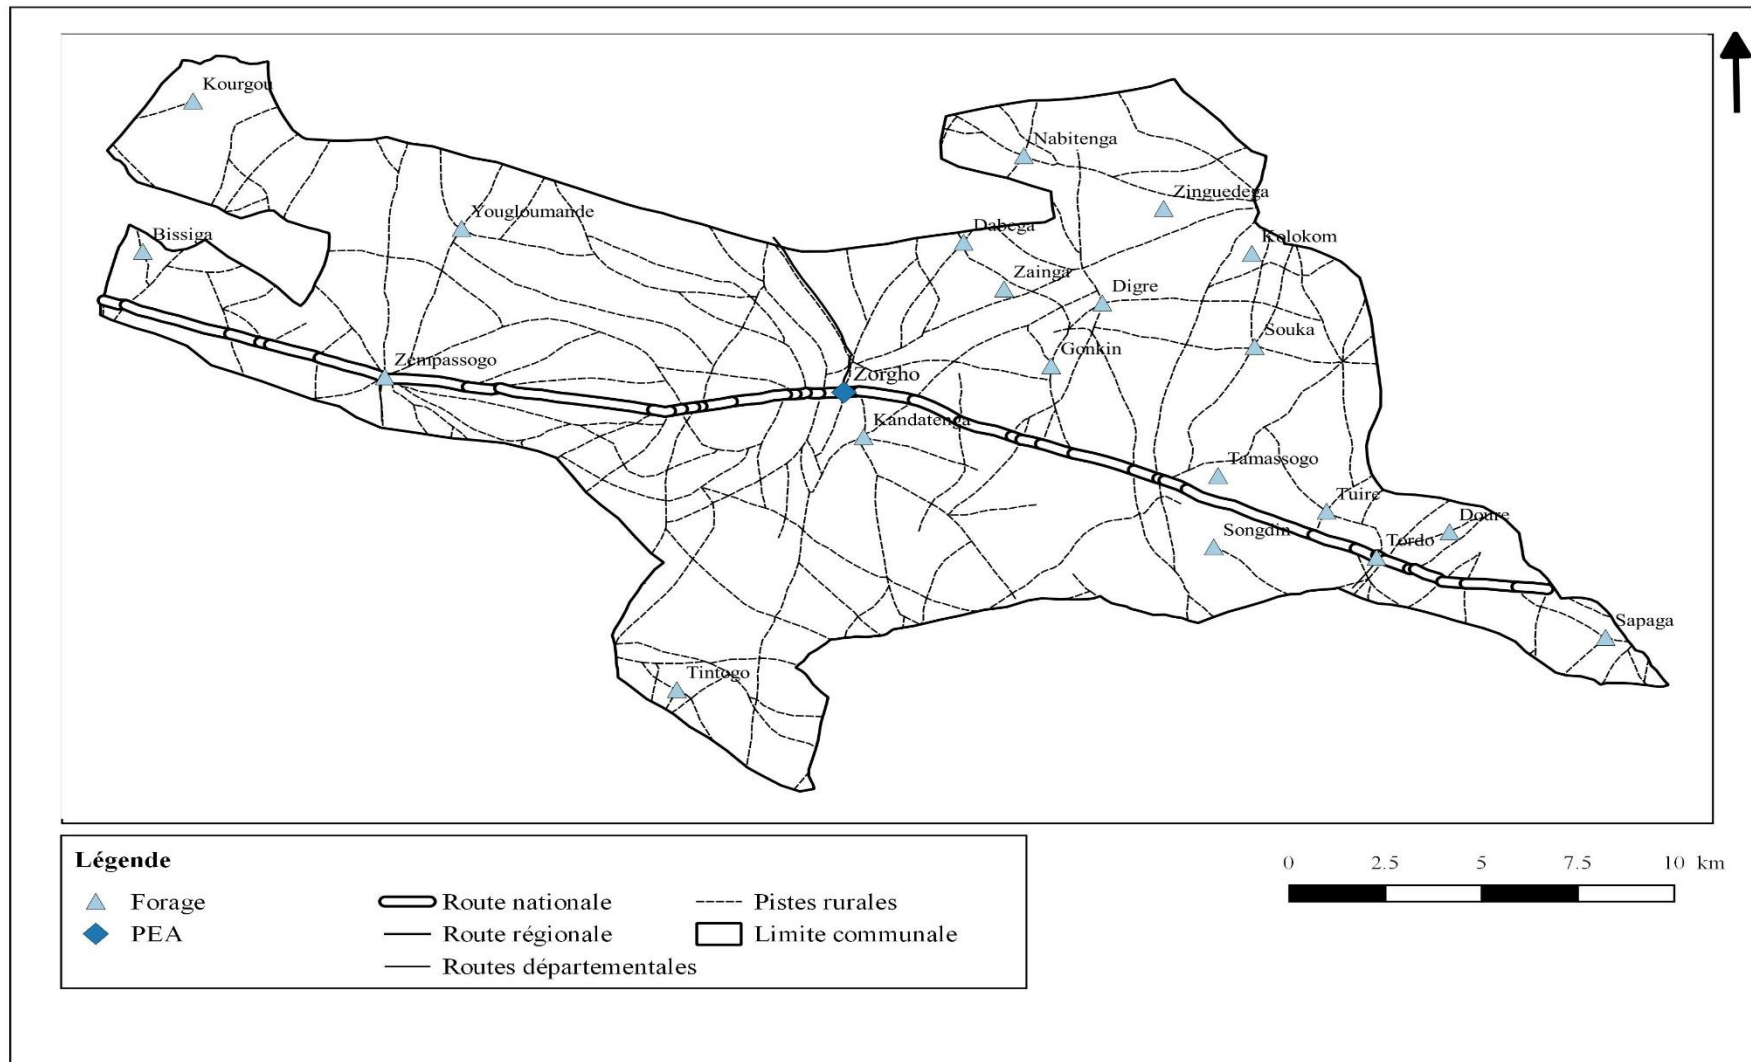 Kourgou
Nabitenga
Zinguedega
Yougloumande
Bissiga
Dabega
Kolokom
Zainga
Digre
Souka
Gonkin
Zempassogo
Zorgho
Kandatenga
Tamassogo
Tuire
Doure
Songdin
Tordo
Sapaga
Tintogo
Légende
Forage
PEA
Route nationale
Route régionale
Routes départementales
Pistes rurales
Limite communale
0 2.5 5 7.5 10 km